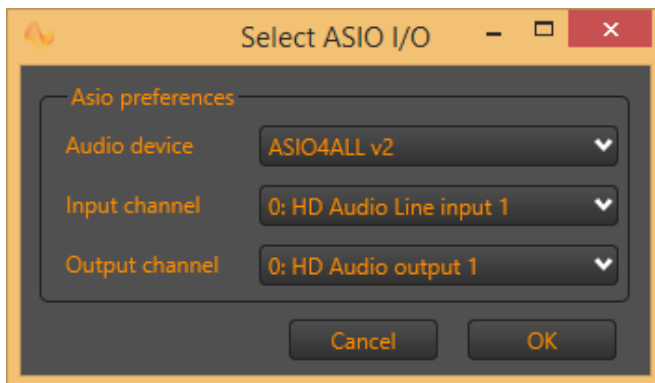 Select ASIO I/O
Asio preferences
Audio device ASIO4ALL v2
Input channel 0: HD Audio Line input 1
Output channel 0: HD Audio output 1
Cancel OK